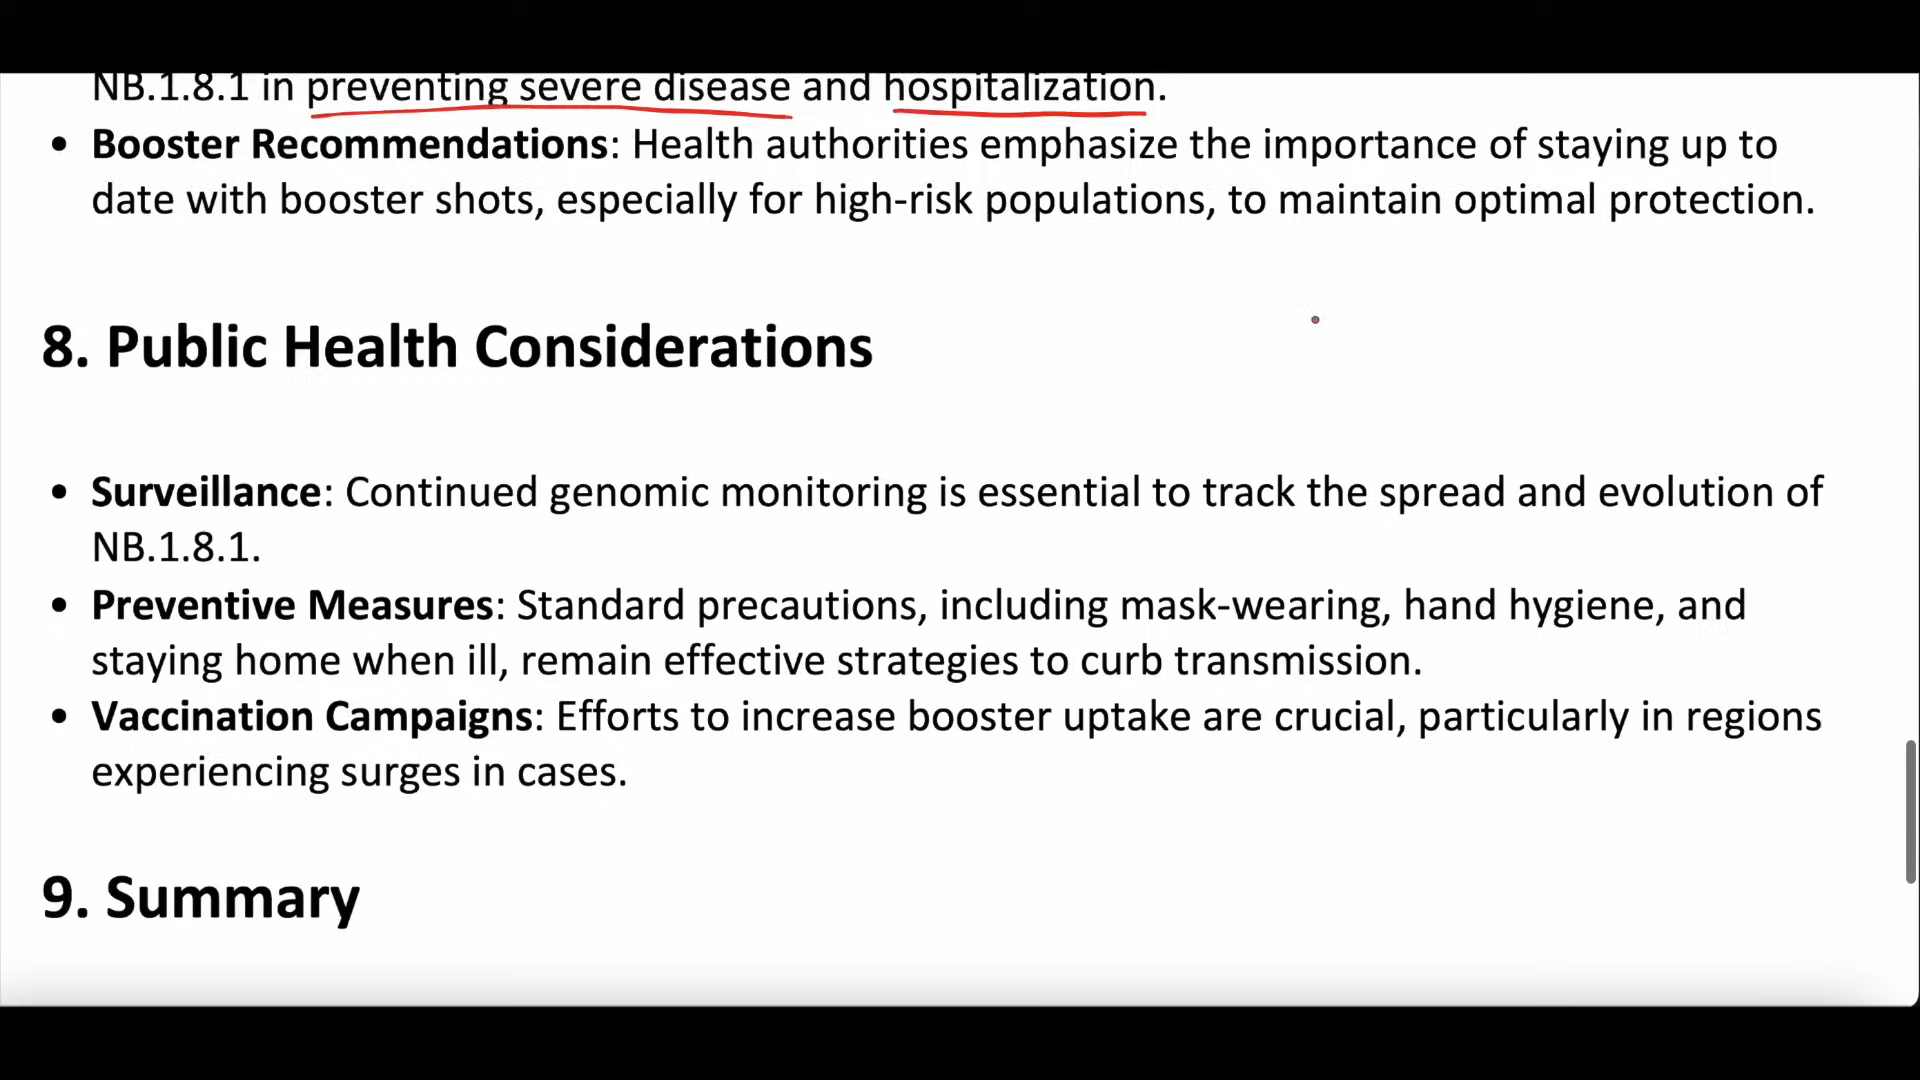 NB.1.8.1 in preventing severe disease and hospitalization.
• Booster Recommendations: Health authorities emphasize the importance of staying up to
date with booster shots, especially for high-risk populations, to maintain optimal protection.
8. Public Health Considerations
• Surveillance: Continued genomic monitoring is essential to track the spread and evolution of
NB.1.8.1.
• Preventive Measures: Standard precautions, including mask-wearing, hand hygiene, and
staying home when ill, remain effective strategies to curb transmission.
• Vaccination Campaigns: Efforts to increase booster uptake are crucial, particularly in regions
experiencing surges in cases.
9. Summary